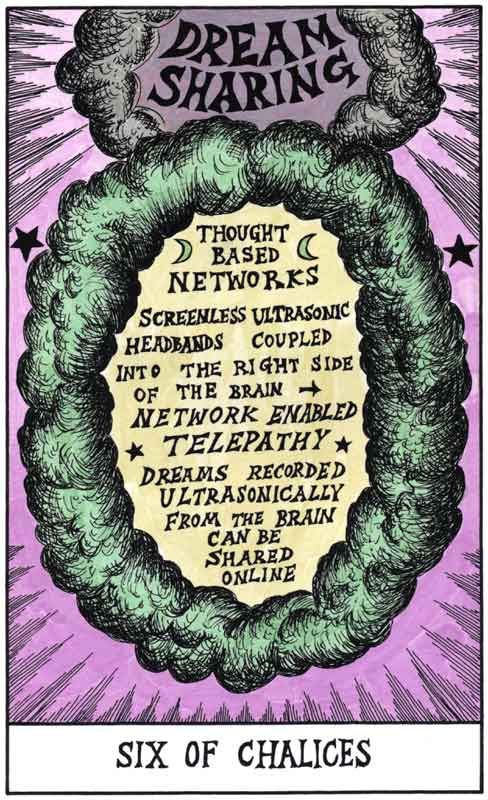 DREAM
SHARING
THOUGHT
BASED
NETWORKS
SCREENLESS ULTRASONIC
HEADBANDS COUPLED
INTO THE RIGHT SIDE
OF THE BRAIN →
NETWORK ENABLED
★ TELEPATHY ★
DREAMS RECORDED
ULTRASONICALLY
FROM THE BRAIN
CAN BE
SHARED
ONLINE
SIX OF CHALICES